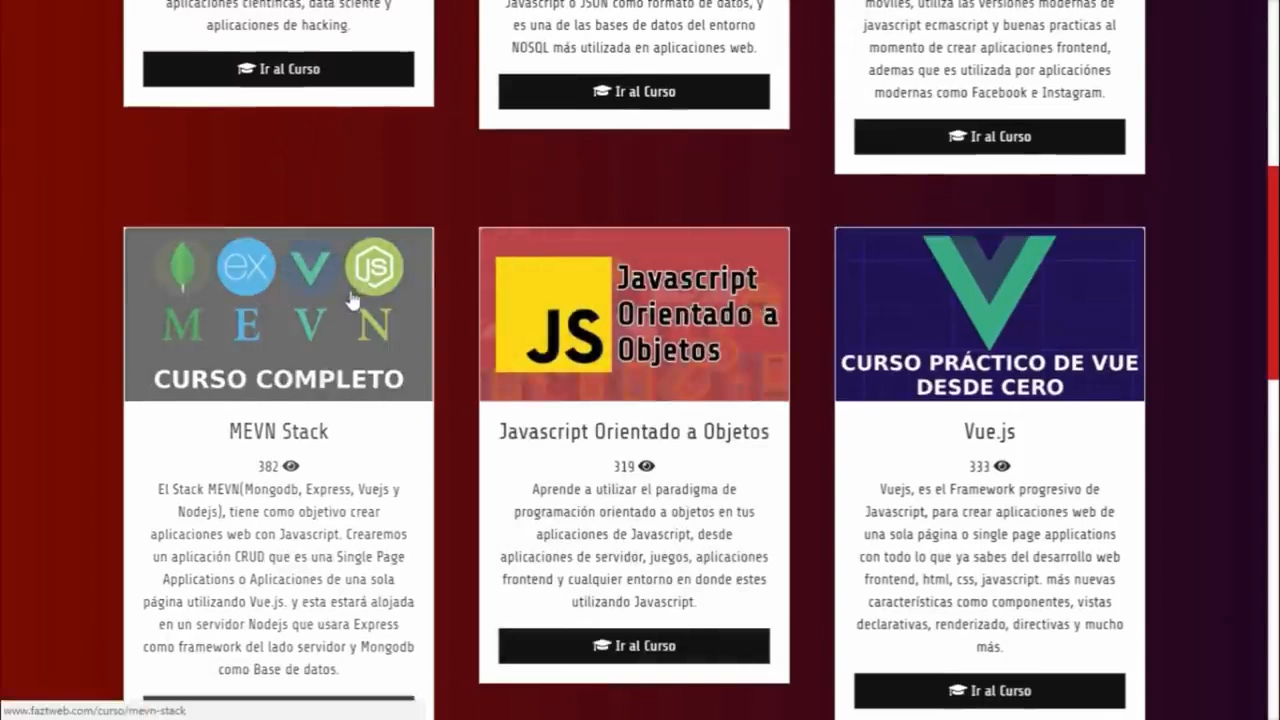 aplicaciones científicas, data sciente y
aplicaciones de hacking.
Ir al Curso
Javascript o JSON como formato de datos, y
es una de las bases de datos del entorno
NOSQL más utilizada en aplicaciones web.
Ir al Curso
móviles, utiliza las versiones modernas de
javascript ecmascript y buenas practicas al
momento de crear aplicaciones frontend,
ademas que es utilizada por aplicaciónes
modernas como Facebook e Instagram.
Ir al Curso
ex JS
M E V N
CURSO COMPLETO
MEVN Stack
382
El Stack MEVN(Mongodb, Express, Vuejs y
Nodejs), tiene como objetivo crear
aplicaciones web con Javascript. Crearemos
un aplicación CRUD que es una Single Page
Applications o Aplicaciones de una sola
página utilizando Vue.js. y esta estará alojada
en un servidor Nodejs que usara Express
como framework del lado servidor y Mongodb
como Base de datos.
JS
Javascript
Orientado a
Objetos
Javascript Orientado a Objetos
319
Aprende a utilizar el paradigma de
programación orientado a objetos en tus
aplicaciones de Javascript, desde
aplicaciones de servidor, juegos, aplicaciones
frontend y cualquier entorno en donde estes
utilizando Javascript.
Ir al Curso
CURSO PRÁCTICO DE VUE
DESDE CERO
Vue.js
333
Vuejs, es el Framework progresivo de
Javascript, para crear aplicaciones web de
una sola página o single page applications
con todo lo que ya sabes del desarrollo web
frontend, html, css, javascript. más nuevas
características como componentes, vistas
declarativas, renderizado, directivas y mucho
más.
Ir al Curso
www.faztweb.com/curso/mevn-stack